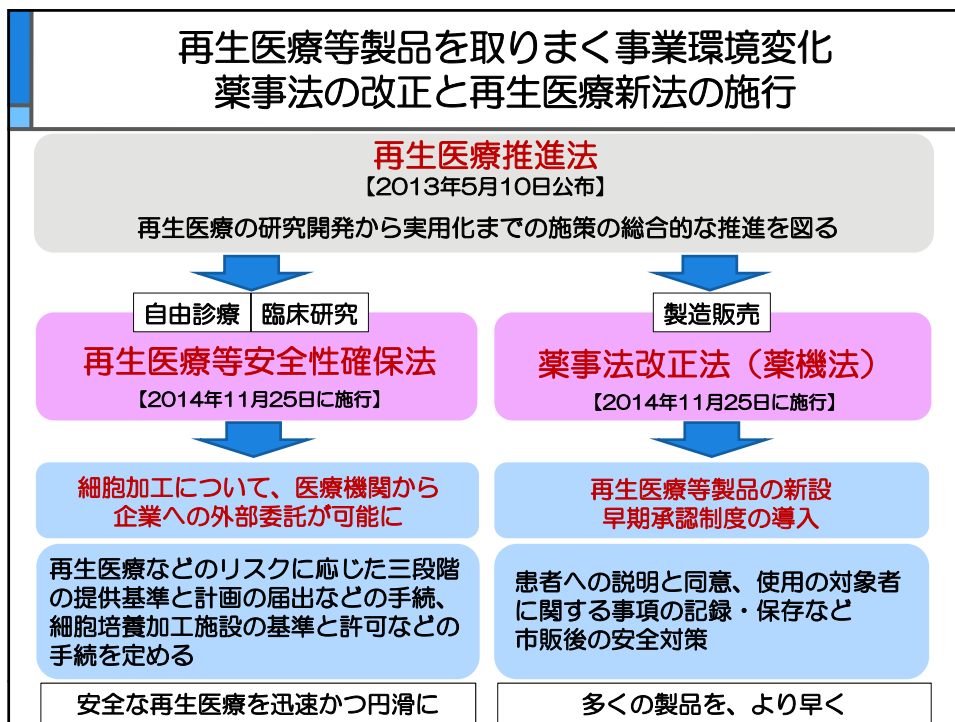 再生医療等製品を取りまく事業環境変化
薬事法の改正と再生医療新法の施行
再生医療推進法
【2013年5月10日公布】
再生医療の研究開発から実用化までの施策の総合的な推進を図る
自由診療
臨床研究
再生医療等安全性確保法
【2014年11月25日に施行】
細胞加工について、医療機関から
企業への外部委託が可能に
再生医療などのリスクに応じた三段階
の提供基準と計画の届出などの手続、
細胞培養加工施設の基準と許可などの
手続を定める
安全な再生医療を迅速かつ円滑に
製造販売
薬事法改正法（薬機法）
【2014年11月25日に施行】
再生医療等製品の新設
早期承認制度の導入
患者への説明と同意、使用の対象者
に関する事項の記録・保存など
市販後の安全対策
多くの製品を、より早く